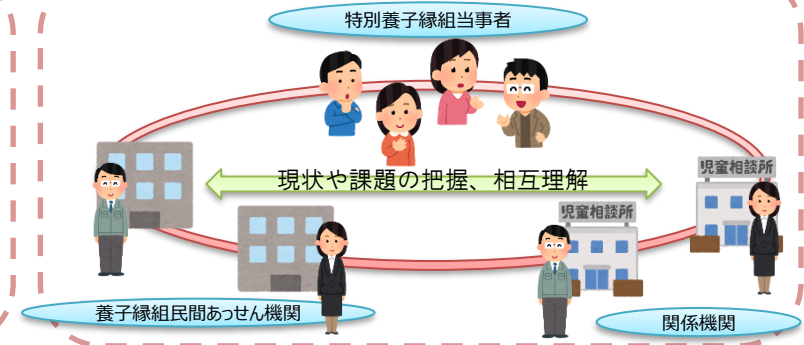 特別養子縁組当事者
児童相談所
現状や課題の把握、相互理解
児童相談所
養子縁組民間あっせん機関
関係機関